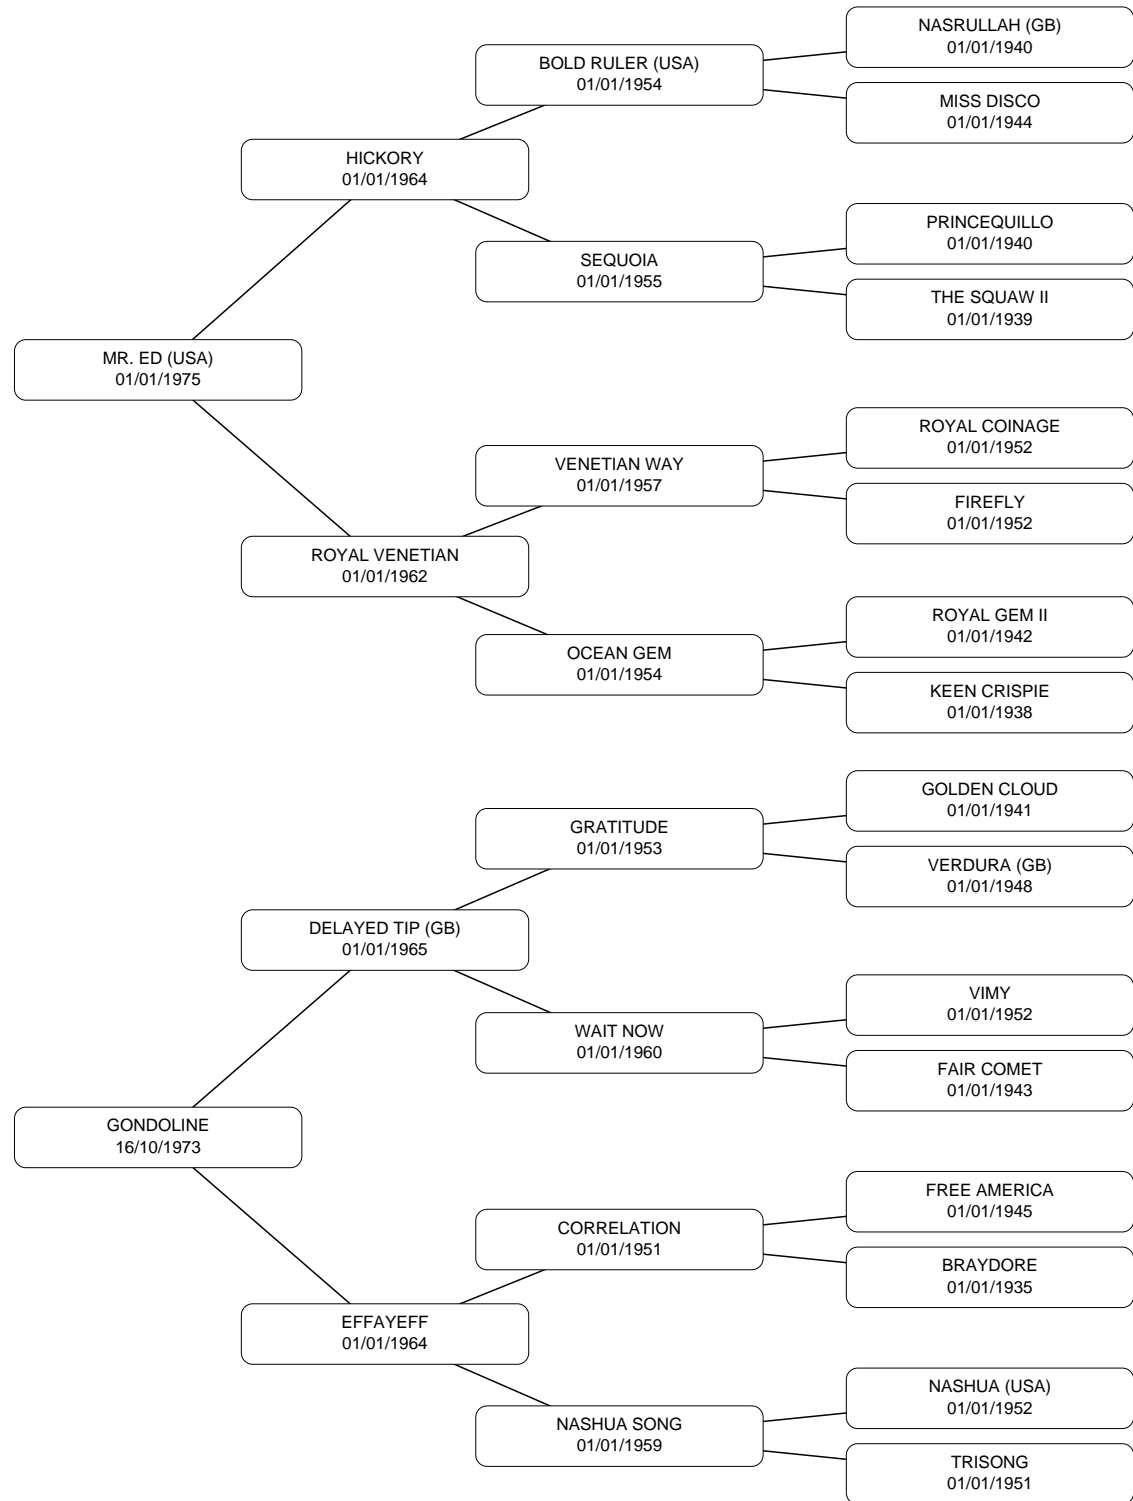 NASRULLAH (GB)
01/01/1940
BOLD RULER (USA)
01/01/1954
MISS DISCO
01/01/1944
HICKORY
01/01/1964
PRINCEQUILLO
01/01/1940
SEQUOIA
01/01/1955
THE SQUAW II
01/01/1939
MR. ED (USA)
01/01/1975
ROYAL COINAGE
01/01/1952
VENETIAN WAY
01/01/1957
FIREFLY
01/01/1952
ROYAL VENETIAN
01/01/1962
ROYAL GEM II
01/01/1942
OCEAN GEM
01/01/1954
KEEN CRISPIE
01/01/1938
GOLDEN CLOUD
01/01/1941
GRATITUDE
01/01/1953
VERDURA (GB)
01/01/1948
DELAYED TIP (GB)
01/01/1965
VIMY
01/01/1952
WAIT NOW
01/01/1960
FAIR COMET
01/01/1943
GONDOLINE
16/10/1973
FREE AMERICA
01/01/1945
CORRELATION
01/01/1951
BRAYDORE
01/01/1935
EFFAYEFF
01/01/1964
NASHUA (USA)
01/01/1952
NASHUA SONG
01/01/1959
TRISONG
01/01/1951